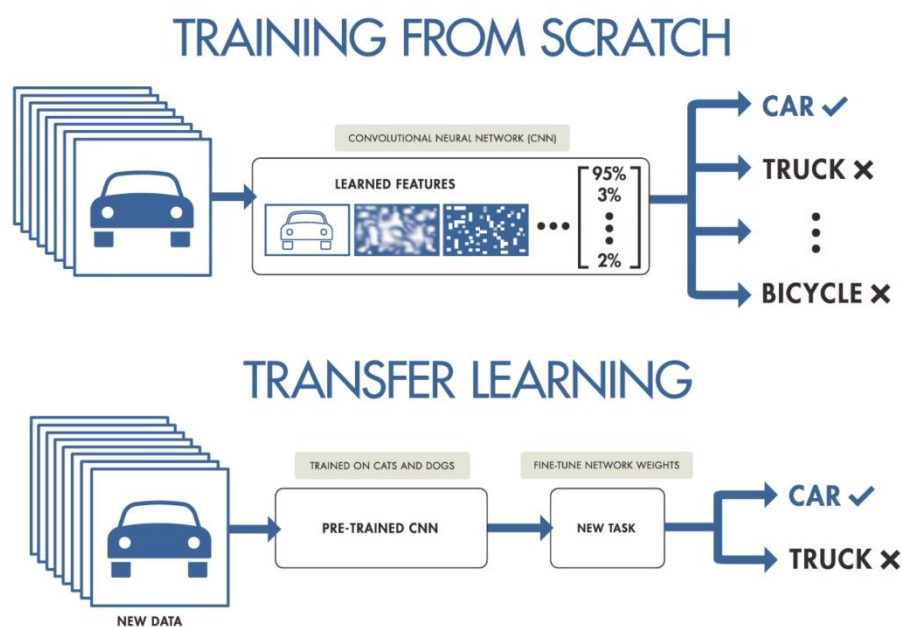 TRAINING FROM SCRATCH
CONVOLUTIONAL NEURAL NETWORK (CNN)
LEARNED FEATURES
95%
3%
2%
CAR ✓
TRUCK ✕
BICYCLE ✕
TRANSFER LEARNING
TRAINED ON CATS AND DOGS
FINE-TUNE NETWORK WEIGHTS
PRE-TRAINED CNN
NEW TASK
CAR ✓
TRUCK ✕
NEW DATA